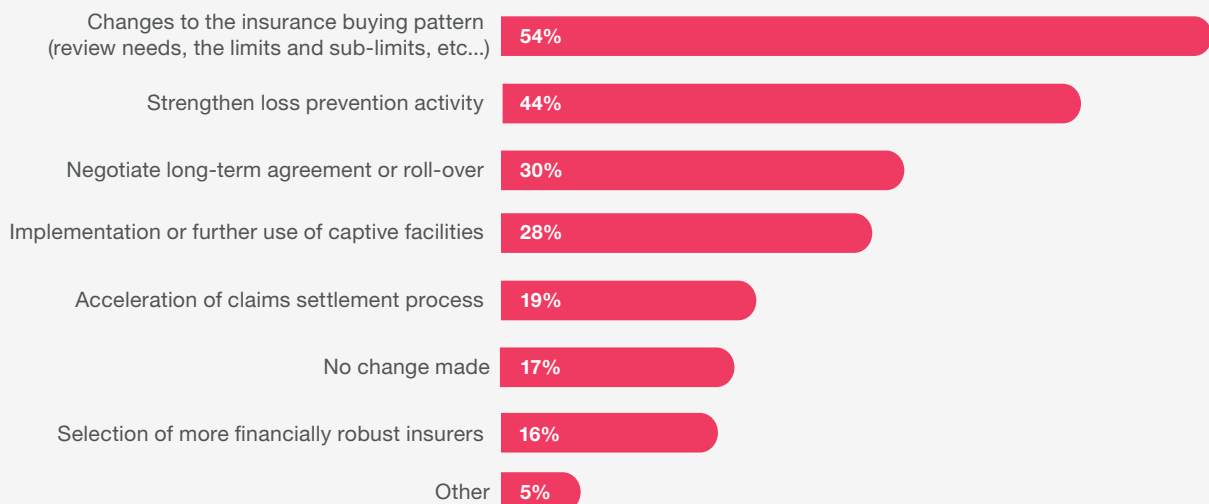 Changes to the insurance buying pattern
(review needs, the limits and sub-limits, etc...)
54%
Strengthen loss prevention activity
44%
Negotiate long-term agreement or roll-over
30%
Implementation or further use of captive facilities
28%
Acceleration of claims settlement process
19%
No change made
17%
Selection of more financially robust insurers
16%
Other
5%